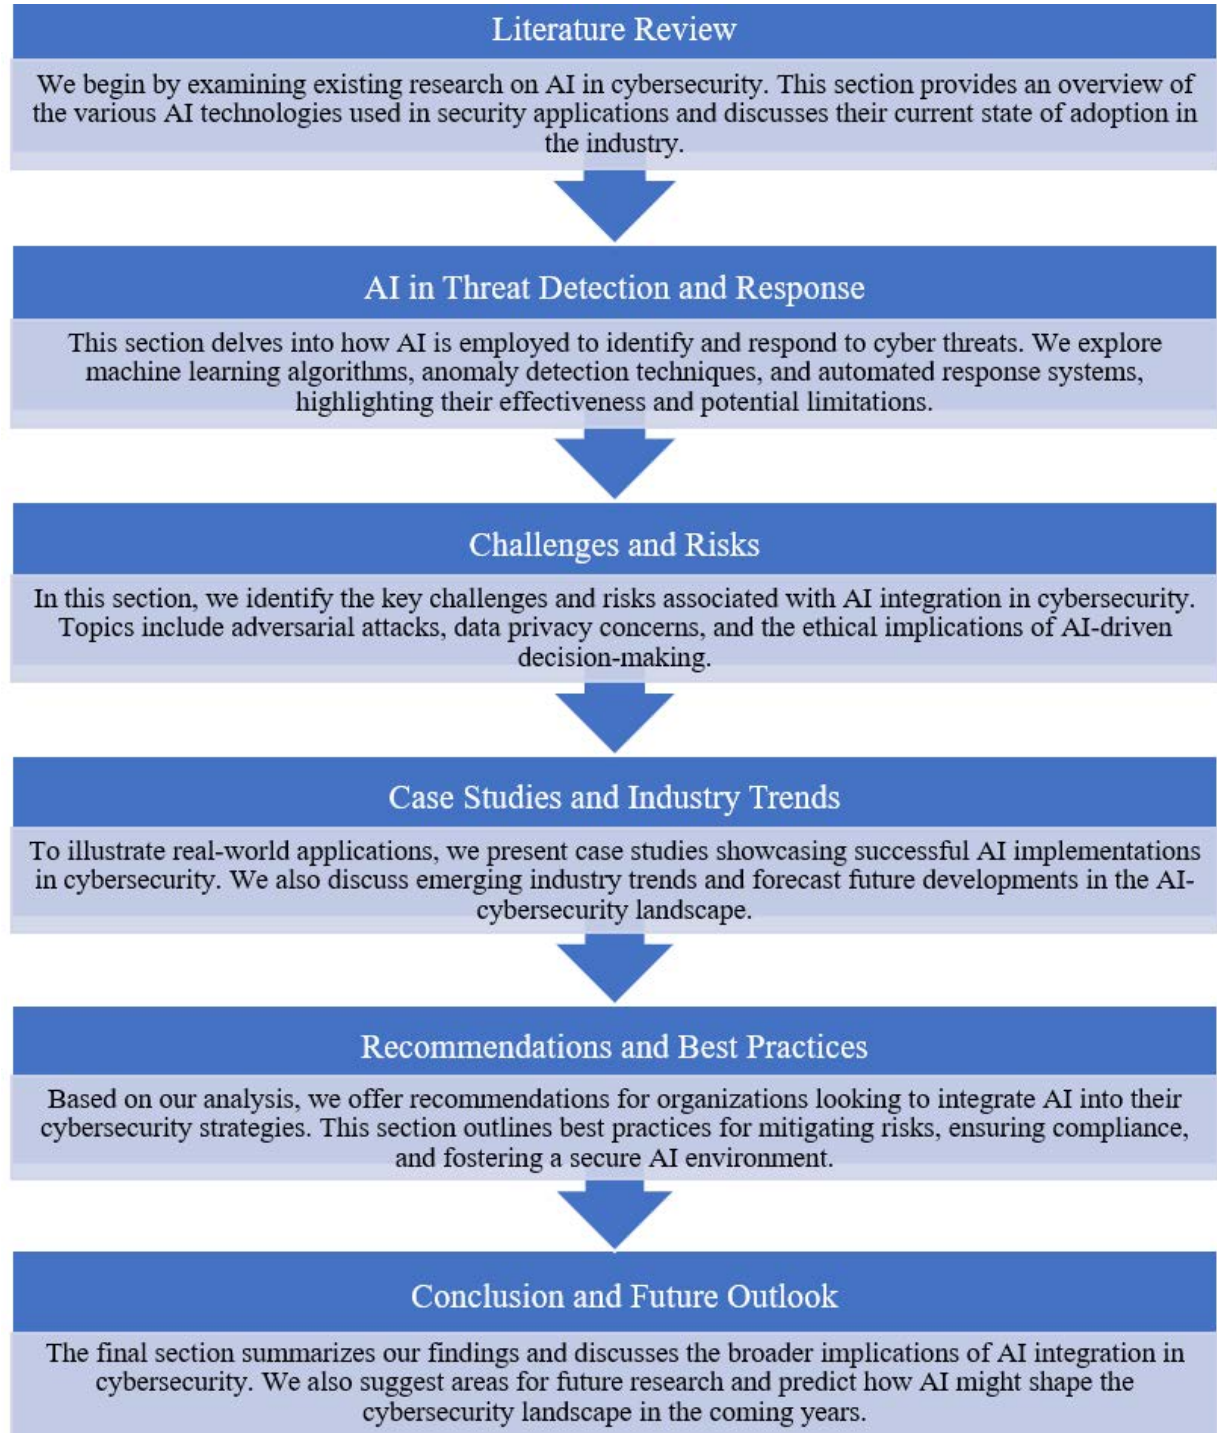 Literature Review
We begin by examining existing research on AI in cybersecurity. This section provides an overview of
the various AI technologies used in security applications and discusses their current state of adoption in
the industry.
AI in Threat Detection and Response
This section delves into how AI is employed to identify and respond to cyber threats. We explore
machine learning algorithms, anomaly detection techniques, and automated response systems,
highlighting their effectiveness and potential limitations.
Challenges and Risks
In this section, we identify the key challenges and risks associated with AI integration in cybersecurity.
Topics include adversarial attacks, data privacy concerns, and the ethical implications of AI-driven
decision-making.
Case Studies and Industry Trends
To illustrate real-world applications, we present case studies showcasing successful AI implementations
in cybersecurity. We also discuss emerging industry trends and forecast future developments in the AI-
cybersecurity landscape.
Recommendations and Best Practices
Based on our analysis, we offer recommendations for organizations looking to integrate AI into their
cybersecurity strategies. This section outlines best practices for mitigating risks, ensuring compliance,
and fostering a secure AI environment.
Conclusion and Future Outlook
The final section summarizes our findings and discusses the broader implications of AI integration in
cybersecurity. We also suggest areas for future research and predict how AI might shape the
cybersecurity landscape in the coming years.